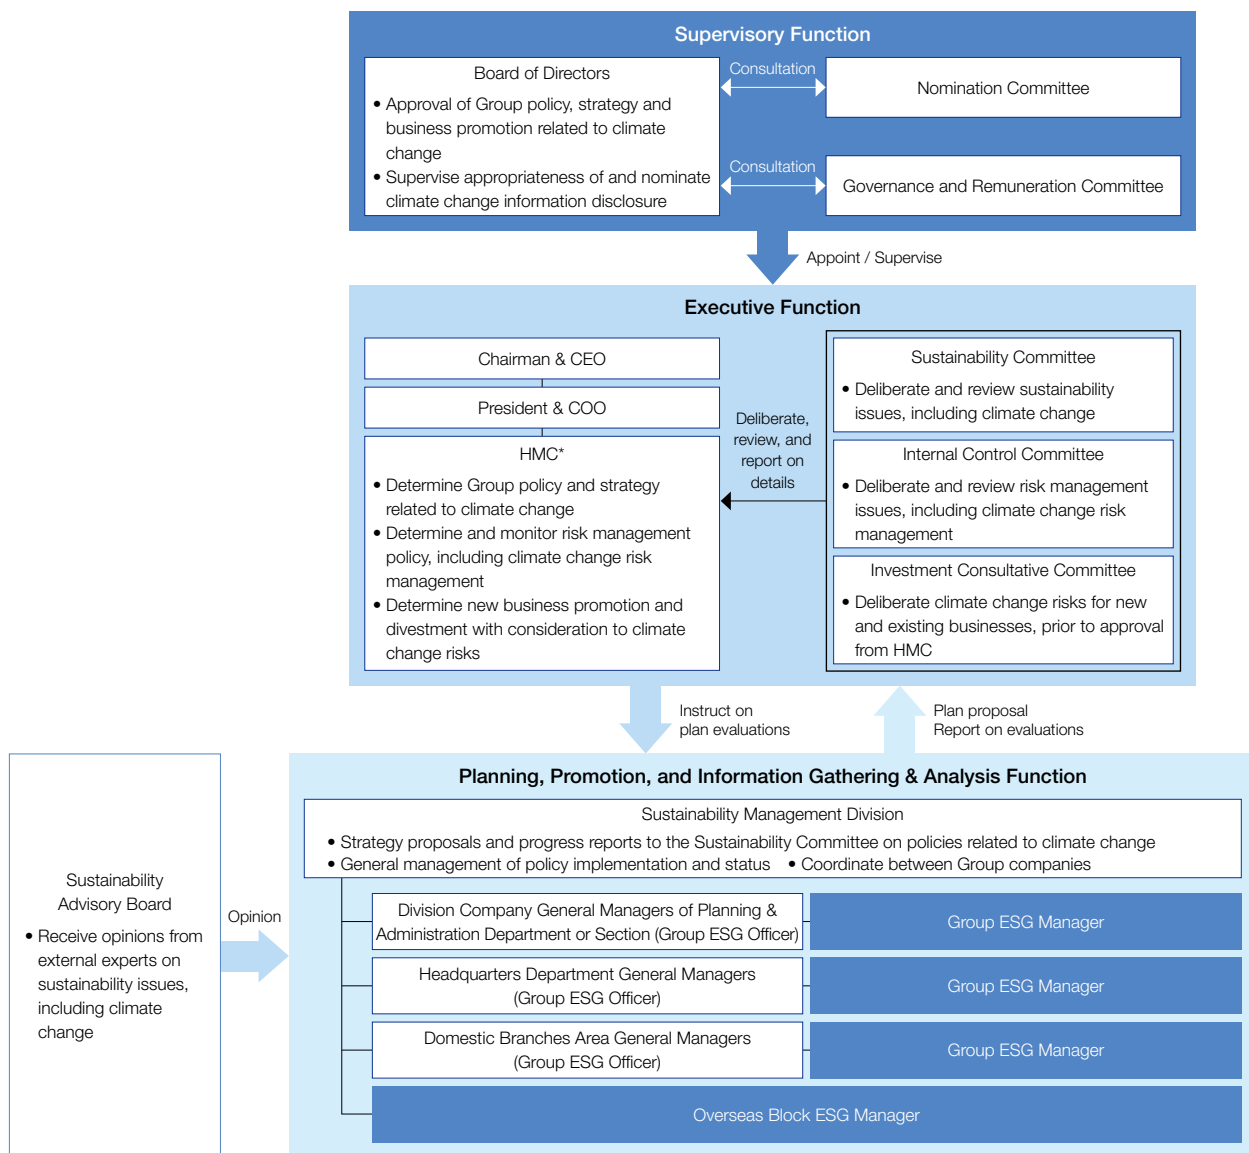 Supervisory Function
Board of Directors
• Approval of Group policy, strategy and
business promotion related to climate
change
• Supervise appropriateness of and nominate
climate change information disclosure
Consultation
Nomination Committee
Consultation
Governance and Remuneration Committee
Appoint / Supervise
Executive Function
Chairman & CEO
President & COO
HMC*
• Determine Group policy and strategy
related to climate change
• Determine and monitor risk management
policy, including climate change risk
management
• Determine new business promotion and
divestment with consideration to climate
change risks
Deliberate,
review, and
report on
details
Sustainability Committee
• Deliberate and review sustainability
issues, including climate change
Internal Control Committee
• Deliberate and review risk management
issues, including climate change risk
management
Investment Consultative Committee
• Deliberate climate change risks for new
and existing businesses, prior to approval
from HMC
Instruct on
plan evaluations
Plan proposal
Report on evaluations
Sustainability
Advisory Board
• Receive opinions from
external experts on
sustainability issues,
including climate
change
Opinion
Planning, Promotion, and Information Gathering & Analysis Function
Sustainability Management Division
• Strategy proposals and progress reports to the Sustainability Committee on policies related to climate change
• General management of policy implementation and status • Coordinate between Group companies
Division Company General Managers of Planning &
Administration Department or Section (Group ESG Officer)
Group ESG Manager
Headquarters Department General Managers
(Group ESG Officer)
Group ESG Manager
Domestic Branches Area General Managers
(Group ESG Officer)
Group ESG Manager
Overseas Block ESG Manager